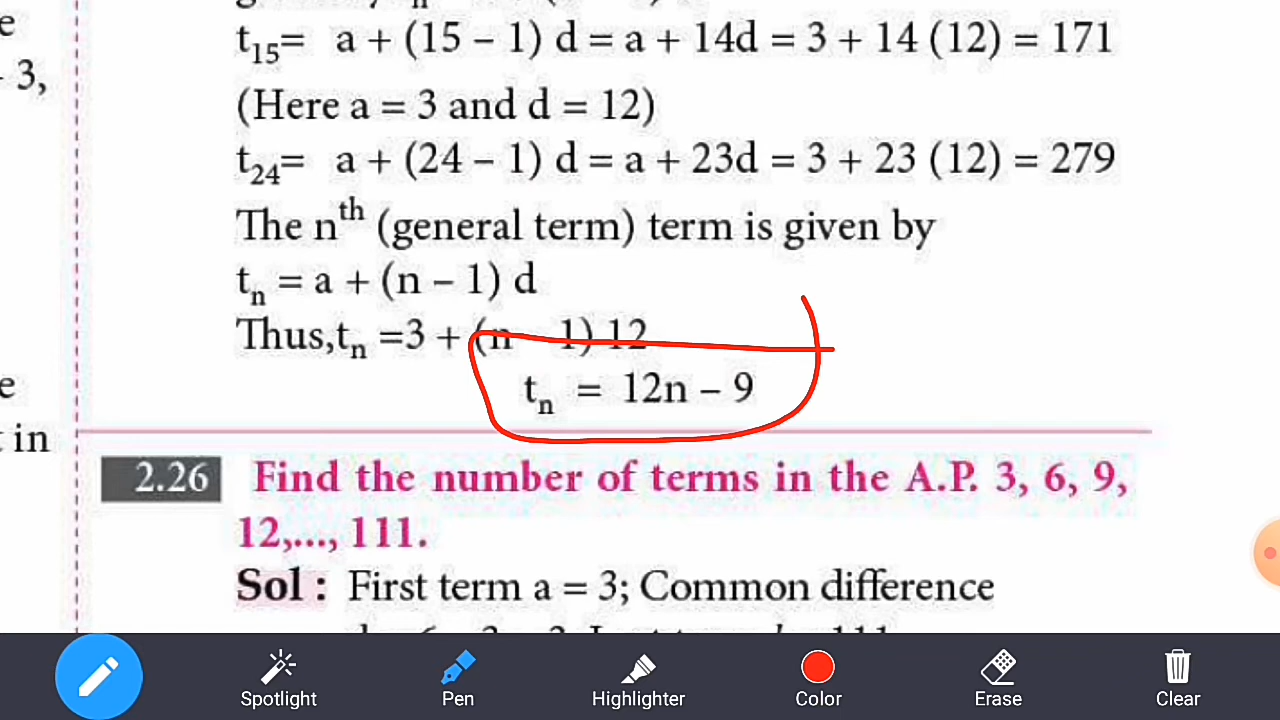 e
3,
t₁₅= a + (15 – 1) d = a + 14d = 3 + 14 (12) = 171
(Here a = 3 and d = 12)
t₂₄= a + (24 – 1) d = a + 23d = 3 + 23 (12) = 279
The nᵗʰ (general term) term is given by
tₙ = a + (n – 1) d
Thus,tₙ =3 + (n – 1) 12
e
tₙ = 12n – 9
t in
2.26 Find the number of terms in the A.P. 3, 6, 9,
12,..., 111.
Sol : First term a = 3; Common difference
Spotlight Pen Highlighter Color Erase Clear